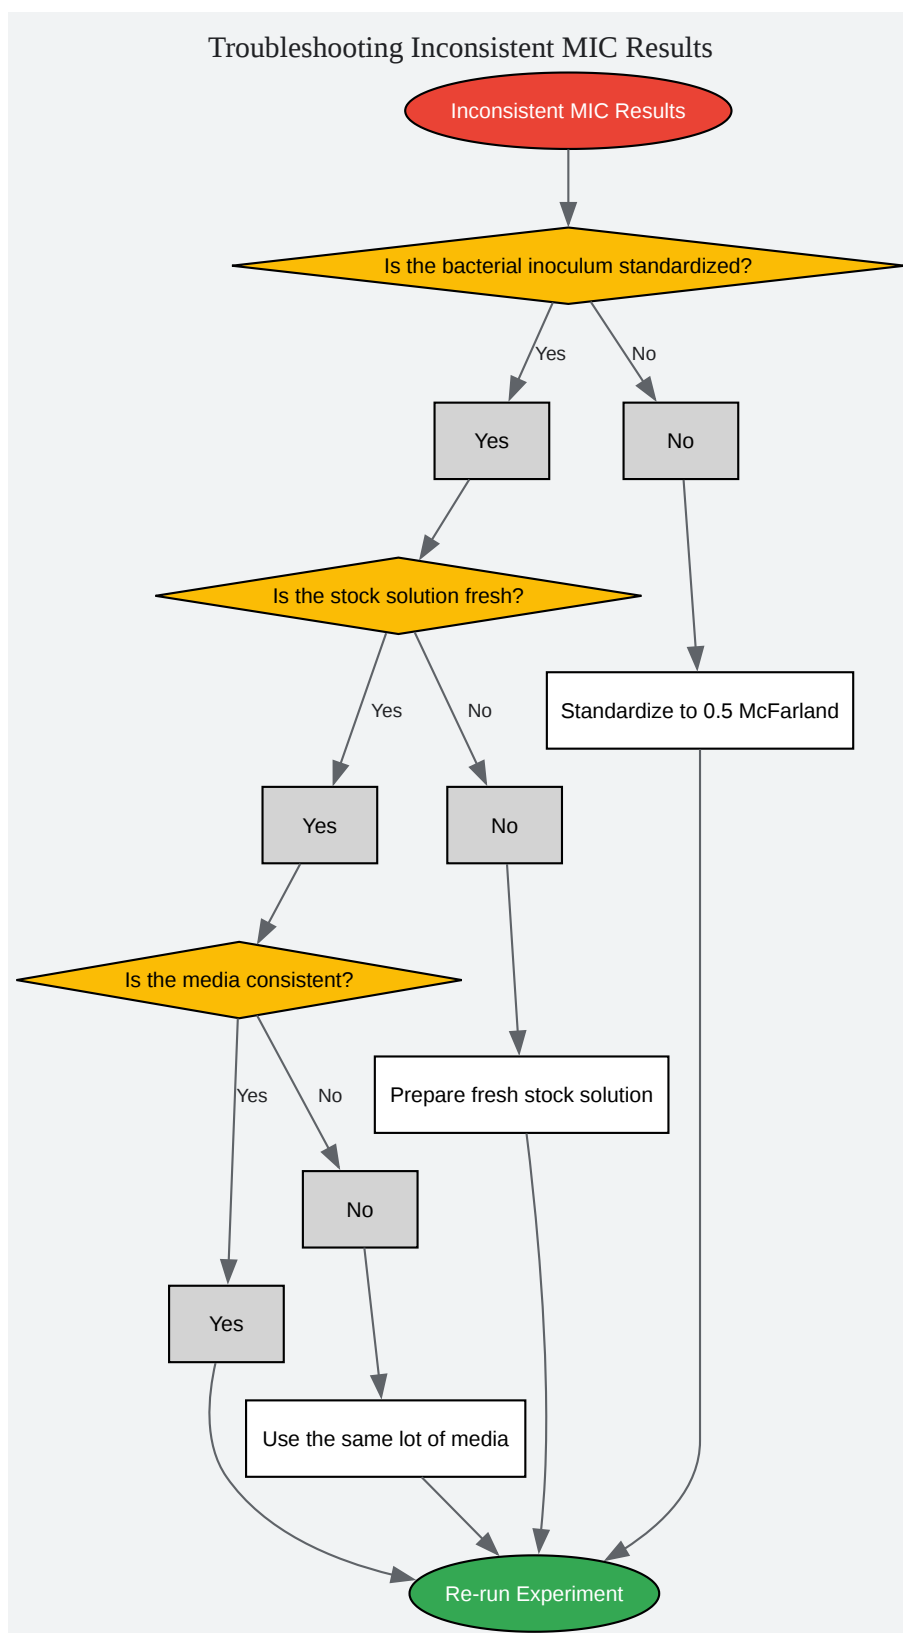 Troubleshooting Inconsistent MIC Results
Inconsistent MIC Results
Is the bacterial inoculum standardized?
Yes
No
Yes
No
Is the stock solution fresh?
Standardize to 0.5 McFarland
Yes
No
Yes
No
Is the media consistent?
Prepare fresh stock solution
Yes
No
No
Yes
Use the same lot of media
Re-run Experiment